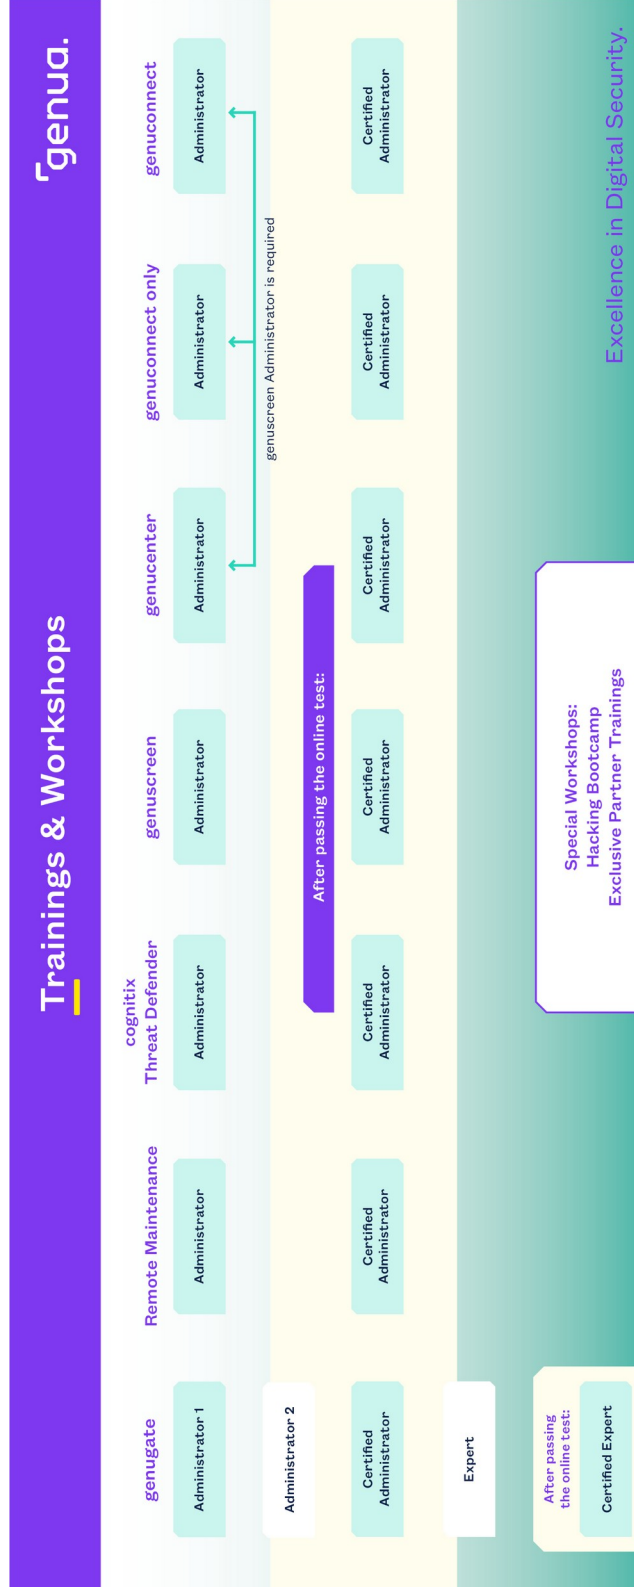 Trainings & Workshops
genua.
genugate
Remote Maintenance
cognitix
Threat Defender
genuscreen
genucenter
genuconnect only
genuconnect
Administrator 1
Administrator
Administrator
Administrator
Administrator
Administrator
Administrator
genuscreen Administrator is required
Administrator 2
After passing the online test:
Certified
Administrator
Certified
Administrator
Certified
Administrator
Certified
Administrator
Certified
Administrator
Certified
Administrator
Certified
Administrator
Expert
After passing
the online test:
Certified Expert
Special Workshops:
Hacking Bootcamp
Exclusive Partner Trainings
Excellence in Digital Security.